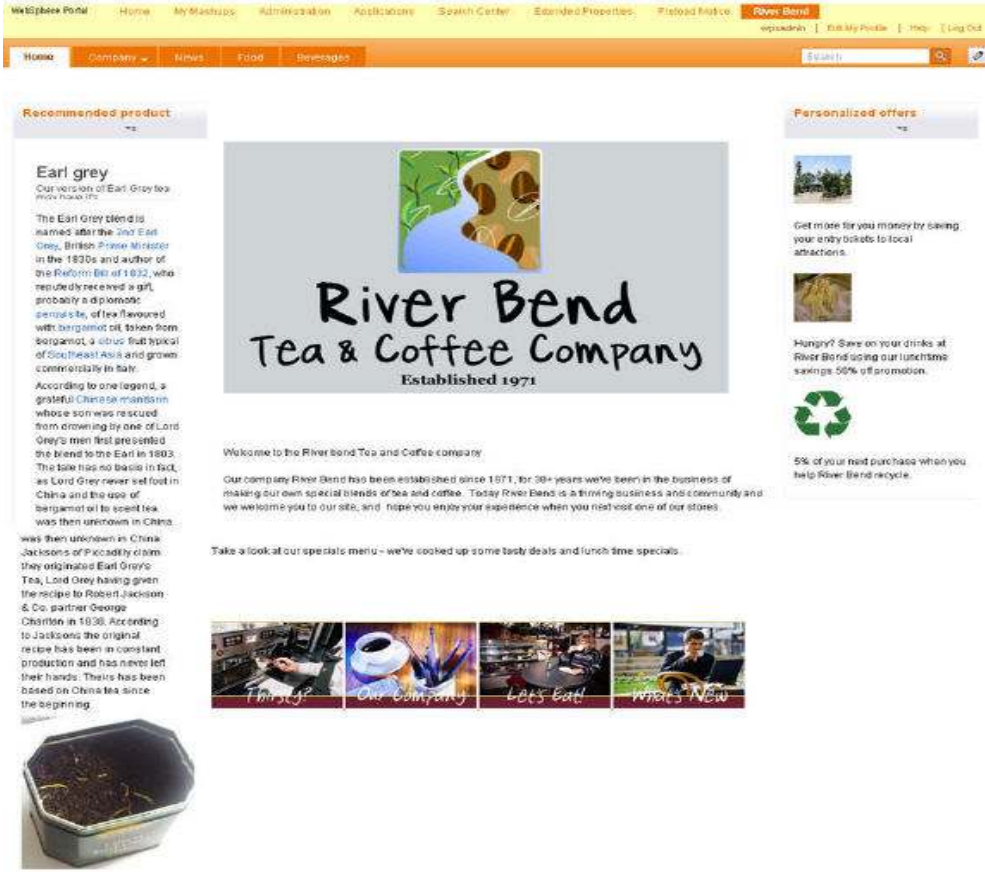 WebSphere Portal Home My Mashups Administration Applications Search Center Extended Properties Preload Notice River Bend
wpsadmin | Edit My Profile | Help | Log Out
Home Company News Food Beverages Search
Recommended product
Earl grey
Our version of Earl Grey tea
may have it's
The Earl Grey blend is
named after the 2nd Earl
Grey, British Prime Minister
in the 1830s and author of
the Reform Bill of 1832, who
reputedly received a gift,
probably a diplomatic
perquisite, of tea flavoured
with bergamot oil, taken from
bergamot, a citrus fruit typical
of Southeast Asia and grown
commercially in Italy.
According to one legend, a
grateful Chinese mandarin
whose son was rescued
from drowning by one of Lord
Grey's men first presented
the blend to the Earl in 1803.
The tale has no basis in fact,
as Lord Grey never set foot in
China and the use of
bergamot oil to scent tea
was then unknown in China.
was then unknown in China
Jacksons of Piccadilly claim
they originated Earl Grey's
Tea, Lord Grey having given
the recipe to Robert Jackson
& Co. partner George
Charlton in 1830. According
to Jacksons the original
recipe has been in constant
production and has never left
their hands. Theirs has been
based on China tea since
the beginning.
River Bend
Tea & Coffee Company
Established 1971
Welcome to the River bend Tea and Coffee company
Our company River Bend has been established since 1971, for 38+ years we've been in the business of
making our own special blends of tea and coffee. Today River Bend is a thriving business and community and
we welcome you to our site, and hope you enjoy your experience when you next visit one of our stores.
Take a look at our specials menu - we've cooked up some tasty deals and lunch time specials.
Thirsty? Our Company Let's Eat! What's New
Personalized offers
Get more for you money by saving
your entry tickets to local
attractions.
Hungry? Save on your drinks at
River Bend using our lunchtime
savings 50% off promotion.
5% of your next purchase when you
help River Bend recycle.